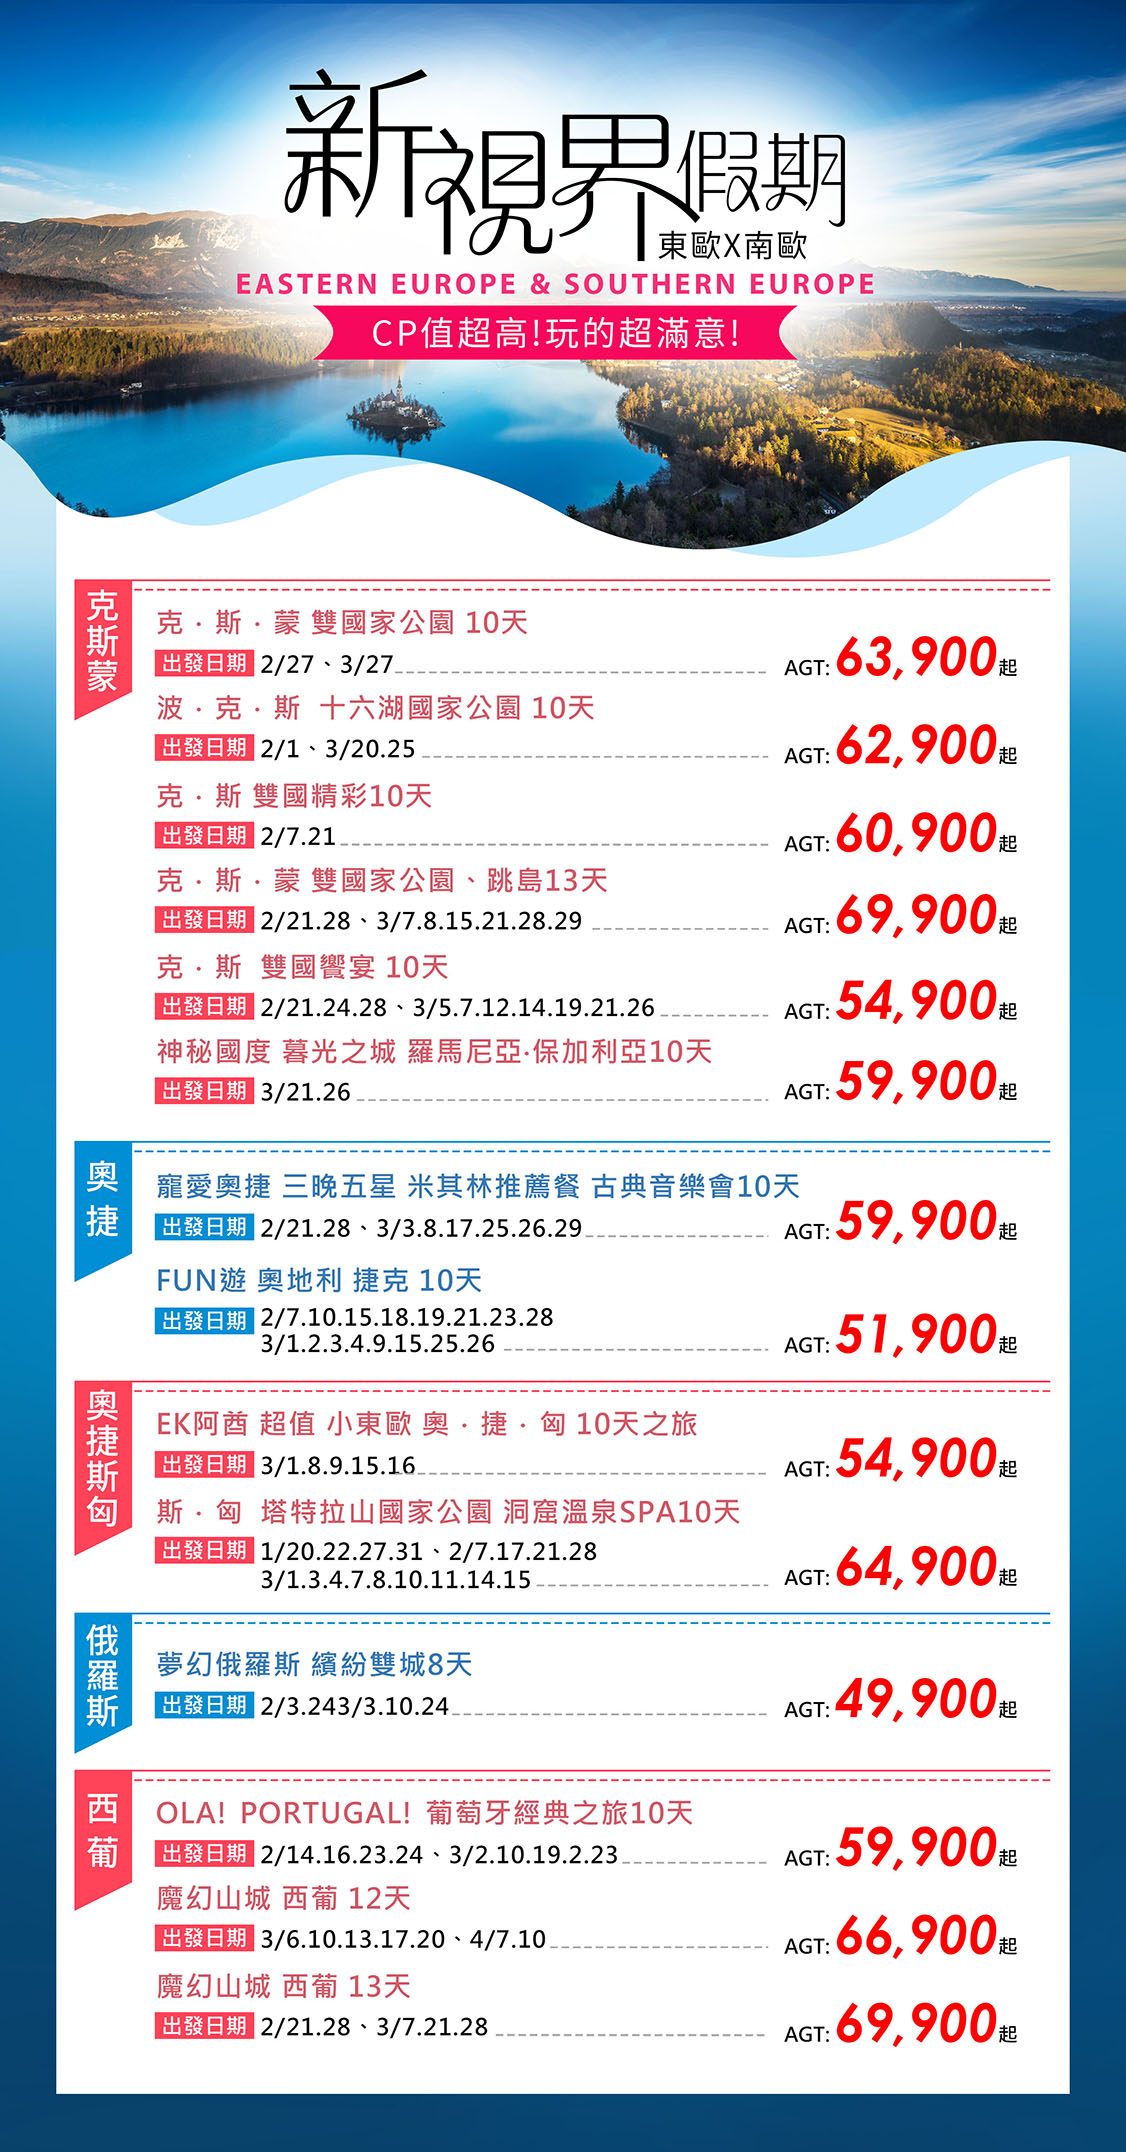 新視界假期
東歐X南歐
EASTERN EUROPE & SOUTHERN EUROPE
CP值超高!玩的超滿意!
克斯蒙
克．斯．蒙 雙國家公園 10天
出發日期 2/27、3/27 AGT: 63,900起
波．克．斯 十六湖國家公園 10天
出發日期 2/1、3/20.25 AGT: 62,900起
克．斯 雙國精彩10天
出發日期 2/7.21 AGT: 60,900起
克．斯．蒙 雙國家公園、跳島13天
出發日期 2/21.28、3/7.8.15.21.28.29 AGT: 69,900起
克．斯 雙國饗宴 10天
出發日期 2/21.24.28、3/5.7.12.14.19.21.26 AGT: 54,900起
神秘國度 暮光之城 羅馬尼亞·保加利亞10天
出發日期 3/21.26 AGT: 59,900起
奧捷
寵愛奧捷 三晚五星 米其林推薦餐 古典音樂會10天
出發日期 2/21.28、3/3.8.17.25.26.29 AGT: 59,900起
FUN遊 奧地利 捷克 10天
出發日期 2/7.10.15.18.19.21.23.28
3/1.2.3.4.9.15.25.26 AGT: 51,900起
奧捷斯匈
EK阿酋 超值 小東歐 奧．捷．匈 10天之旅
出發日期 3/1.8.9.15.16 AGT: 54,900起
斯．匈 塔特拉山國家公園 洞窟溫泉SPA10天
出發日期 1/20.22.27.31、2/7.17.21.28
3/1.3.4.7.8.10.11.14.15 AGT: 64,900起
俄羅斯
夢幻俄羅斯 繽紛雙城8天
出發日期 2/3.243/3.10.24 AGT: 49,900起
西葡
OLA! PORTUGAL! 葡萄牙經典之旅10天
出發日期 2/14.16.23.24、3/2.10.19.2.23 AGT: 59,900起
魔幻山城 西葡 12天
出發日期 3/6.10.13.17.20、4/7.10 AGT: 66,900起
魔幻山城 西葡 13天
出發日期 2/21.28、3/7.21.28 AGT: 69,900起